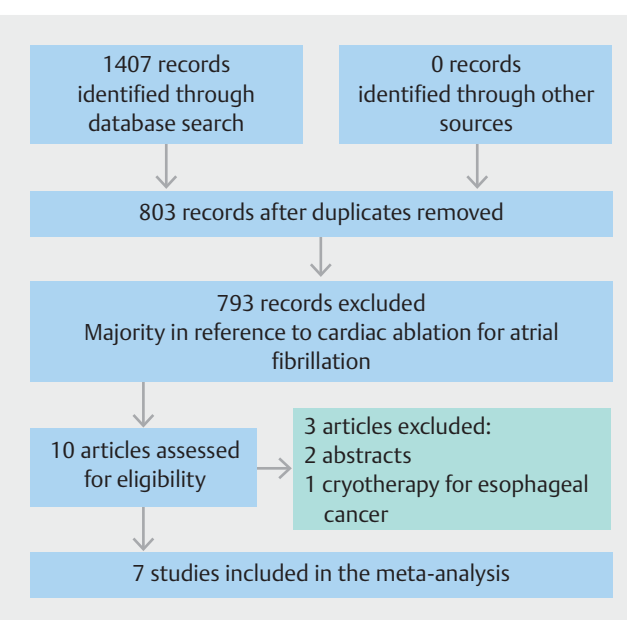 1407 records
identified through
database search
0 records
identified through other
sources
803 records after duplicates removed
793 records excluded
Majority in reference to cardiac ablation for atrial
fibrillation
10 articles assessed
for eligibility
3 articles excluded:
2 abstracts
1 cryotherapy for esophageal
cancer
7 studies included in the meta-analysis